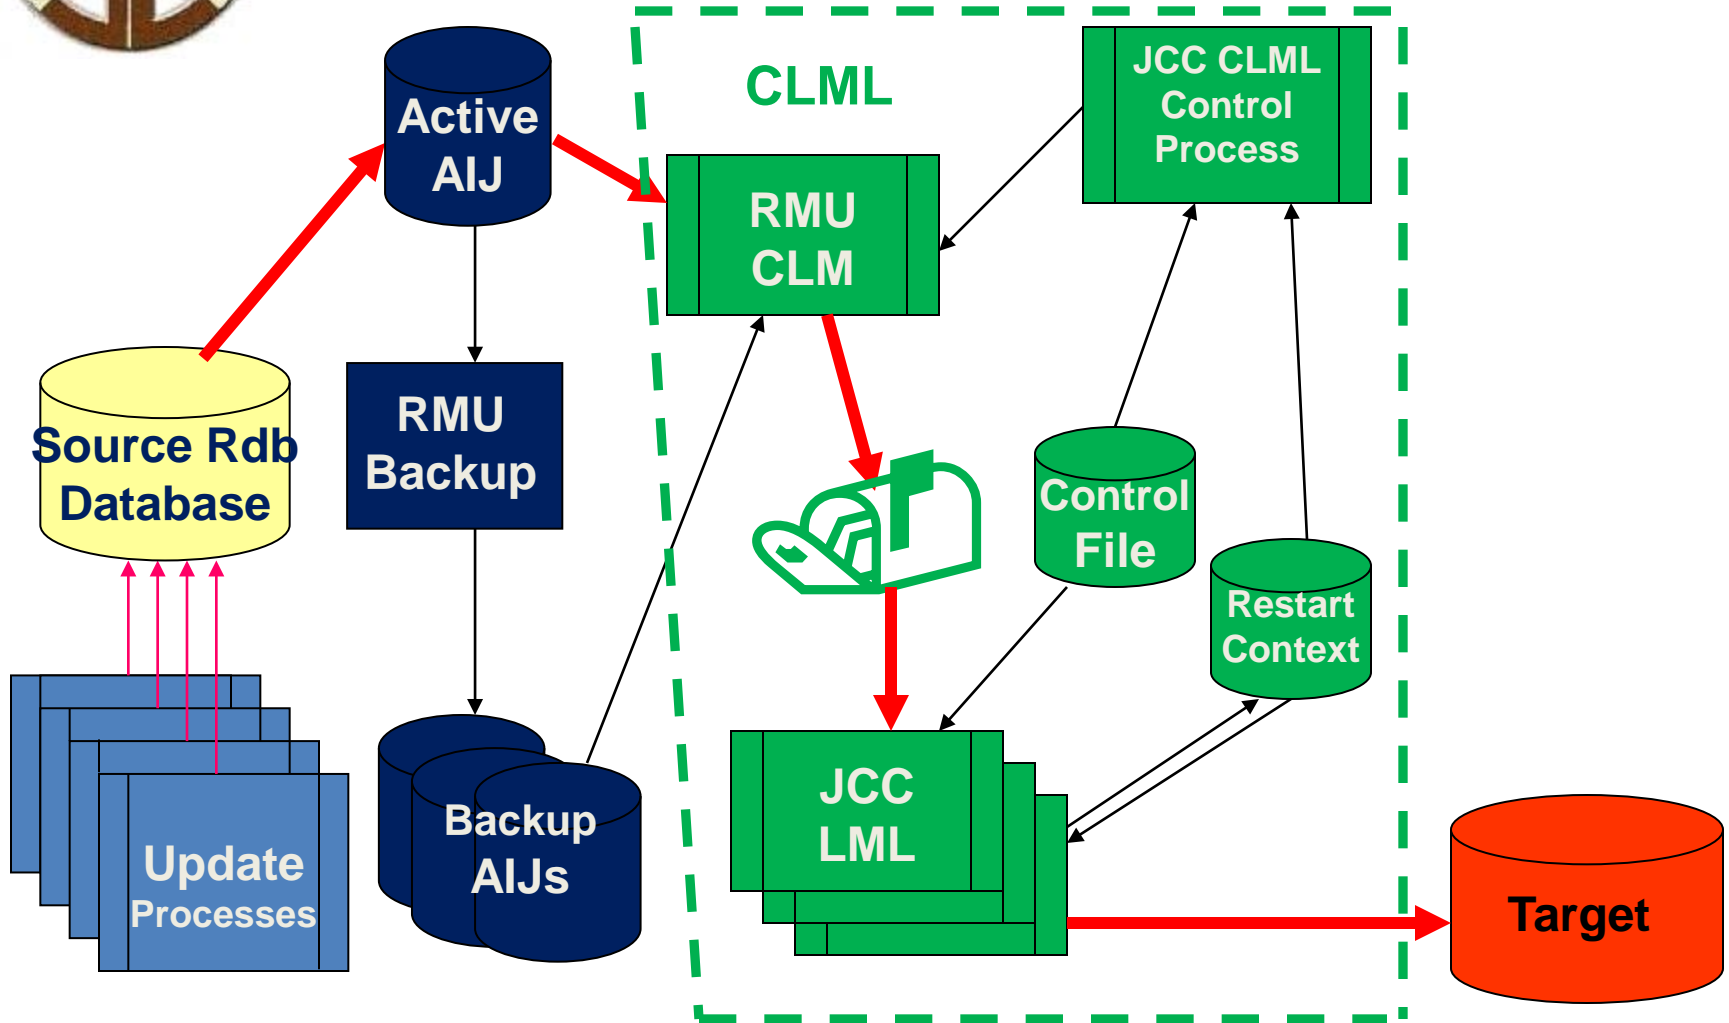 Active
AIJ
CLML
JCC CLML
Control
Process
RMU
CLM
Source Rdb
Database
RMU
Backup
Control
File
Restart
Context
Update
Processes
Backup
AIJs
JCC
LML
Target